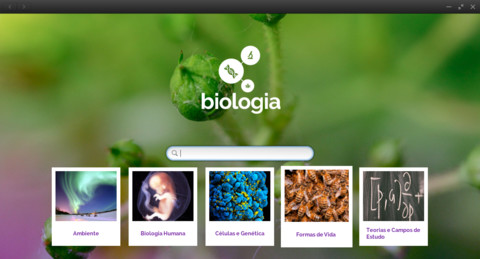 biologia
Ambiente
Biologia Humana
Células e Genética
Formas de Vida
Teorias e Campos de
Estudo